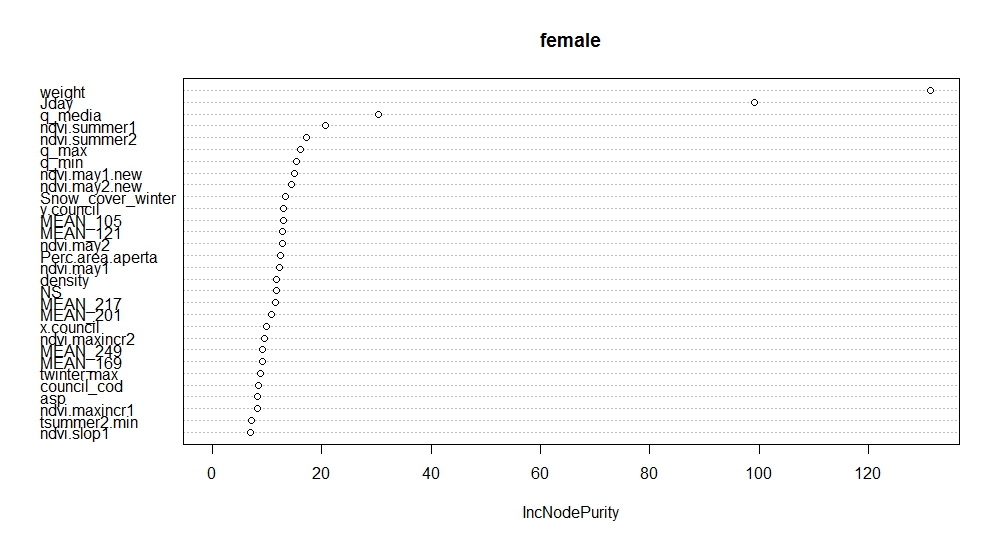 female
weight
Jday
q_media
ndvi.summer1
ndvi.summer2
q_max
q_min
ndvi.may1.new
ndvi.may2.new
Snow_cover_winter
y.council
MEAN_105
MEAN_121
ndvi.may2
Perc.area.aperta
ndvi.may1
density
NS
MEAN_217
MEAN_201
x.council
ndvi.maxincr2
MEAN_249
MEAN_169
twinter.max
council_cod
asp
ndvi.maxincr1
tsummer2.min
ndvi.slop1
0 20 40 60 80 100 120
IncNodePurity